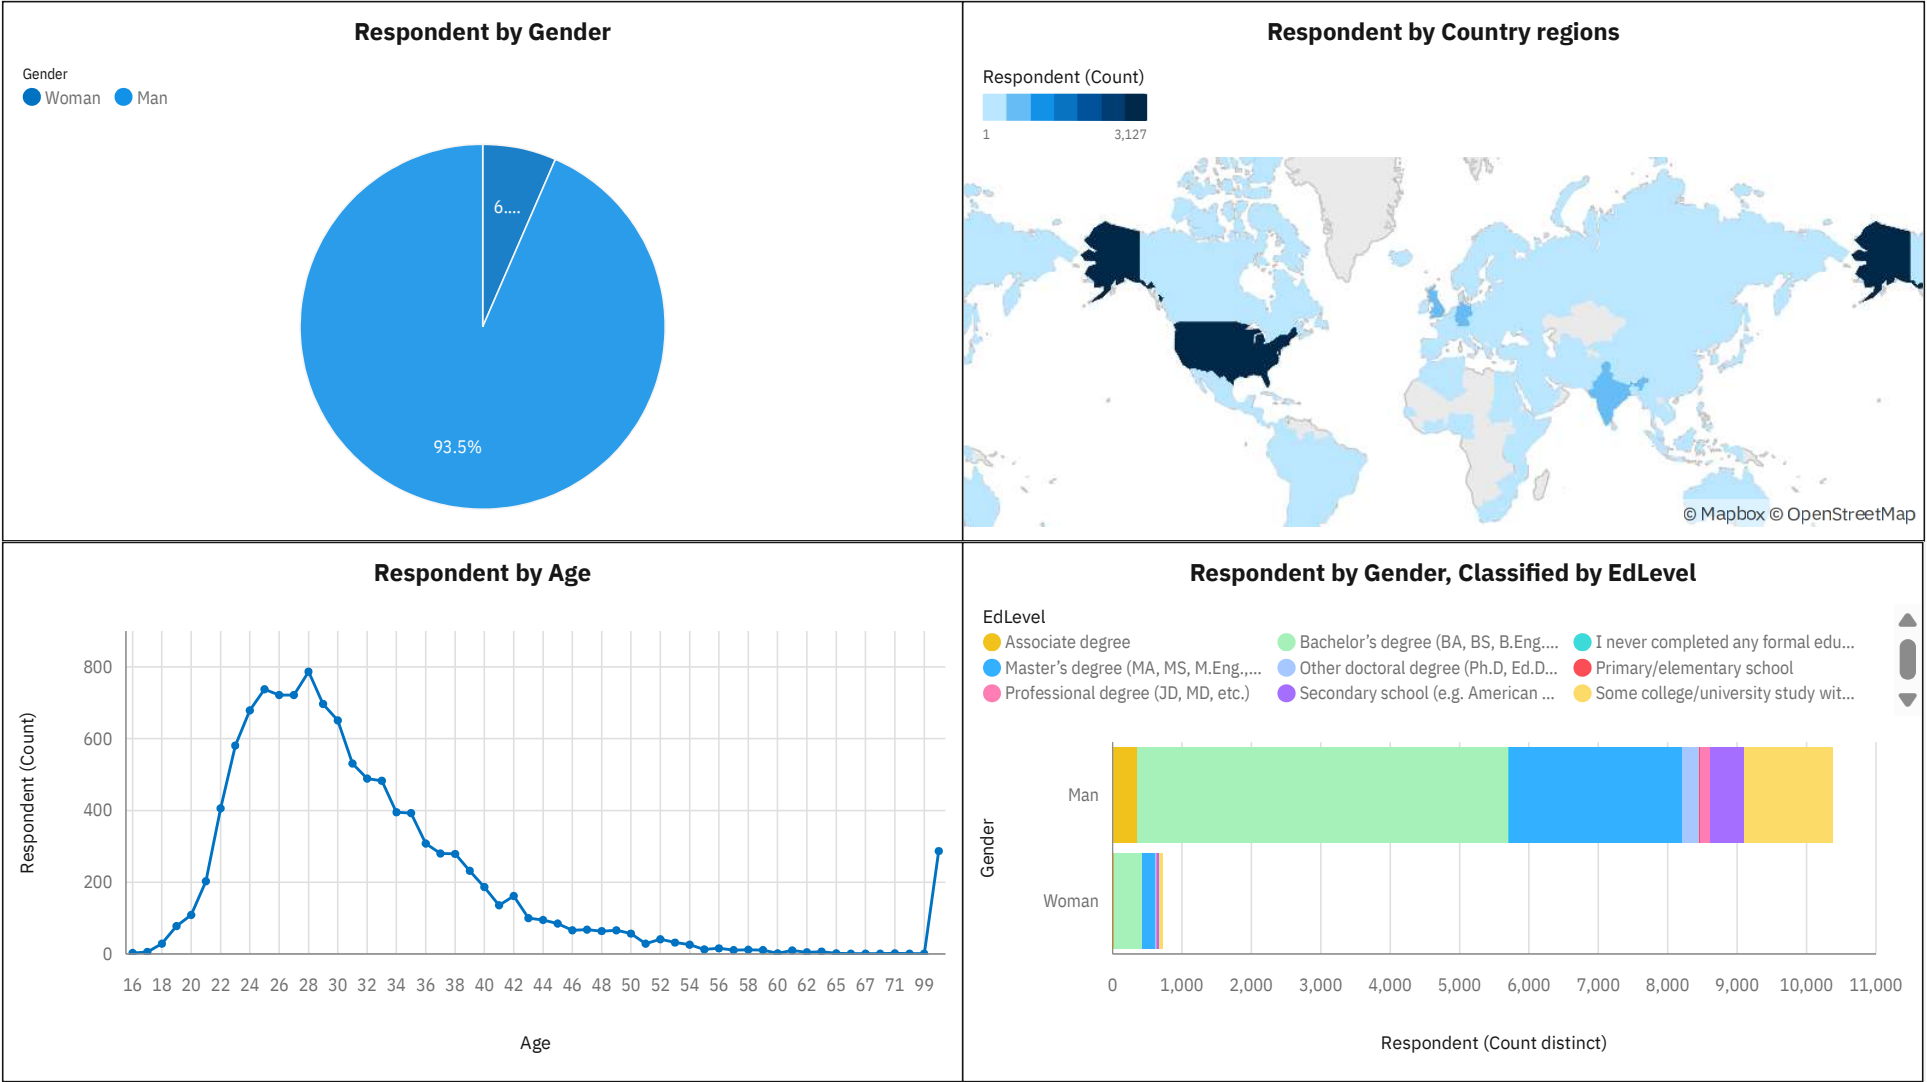 Respondent by Gender
Gender
Woman Man
6....
93.5%
Respondent by Country regions
Respondent (Count)
1 3,127
© Mapbox © OpenStreetMap
Respondent by Age
Respondent (Count)
800
600
400
200
0
16 18 20 22 24 26 28 30 32 34 36 38 40 42 44 46 48 50 52 54 56 58 60 62 65 67 71 99
Age
Respondent by Gender, Classified by EdLevel
EdLevel
Associate degree Bachelor’s degree (BA, BS, B.Eng.... I never completed any formal edu...
Master’s degree (MA, MS, M.Eng.,... Other doctoral degree (Ph.D, Ed.D... Primary/elementary school
Professional degree (JD, MD, etc.) Secondary school (e.g. American ... Some college/university study wit...
Gender
Man
Woman
0 1,000 2,000 3,000 4,000 5,000 6,000 7,000 8,000 9,000 10,000 11,000
Respondent (Count distinct)